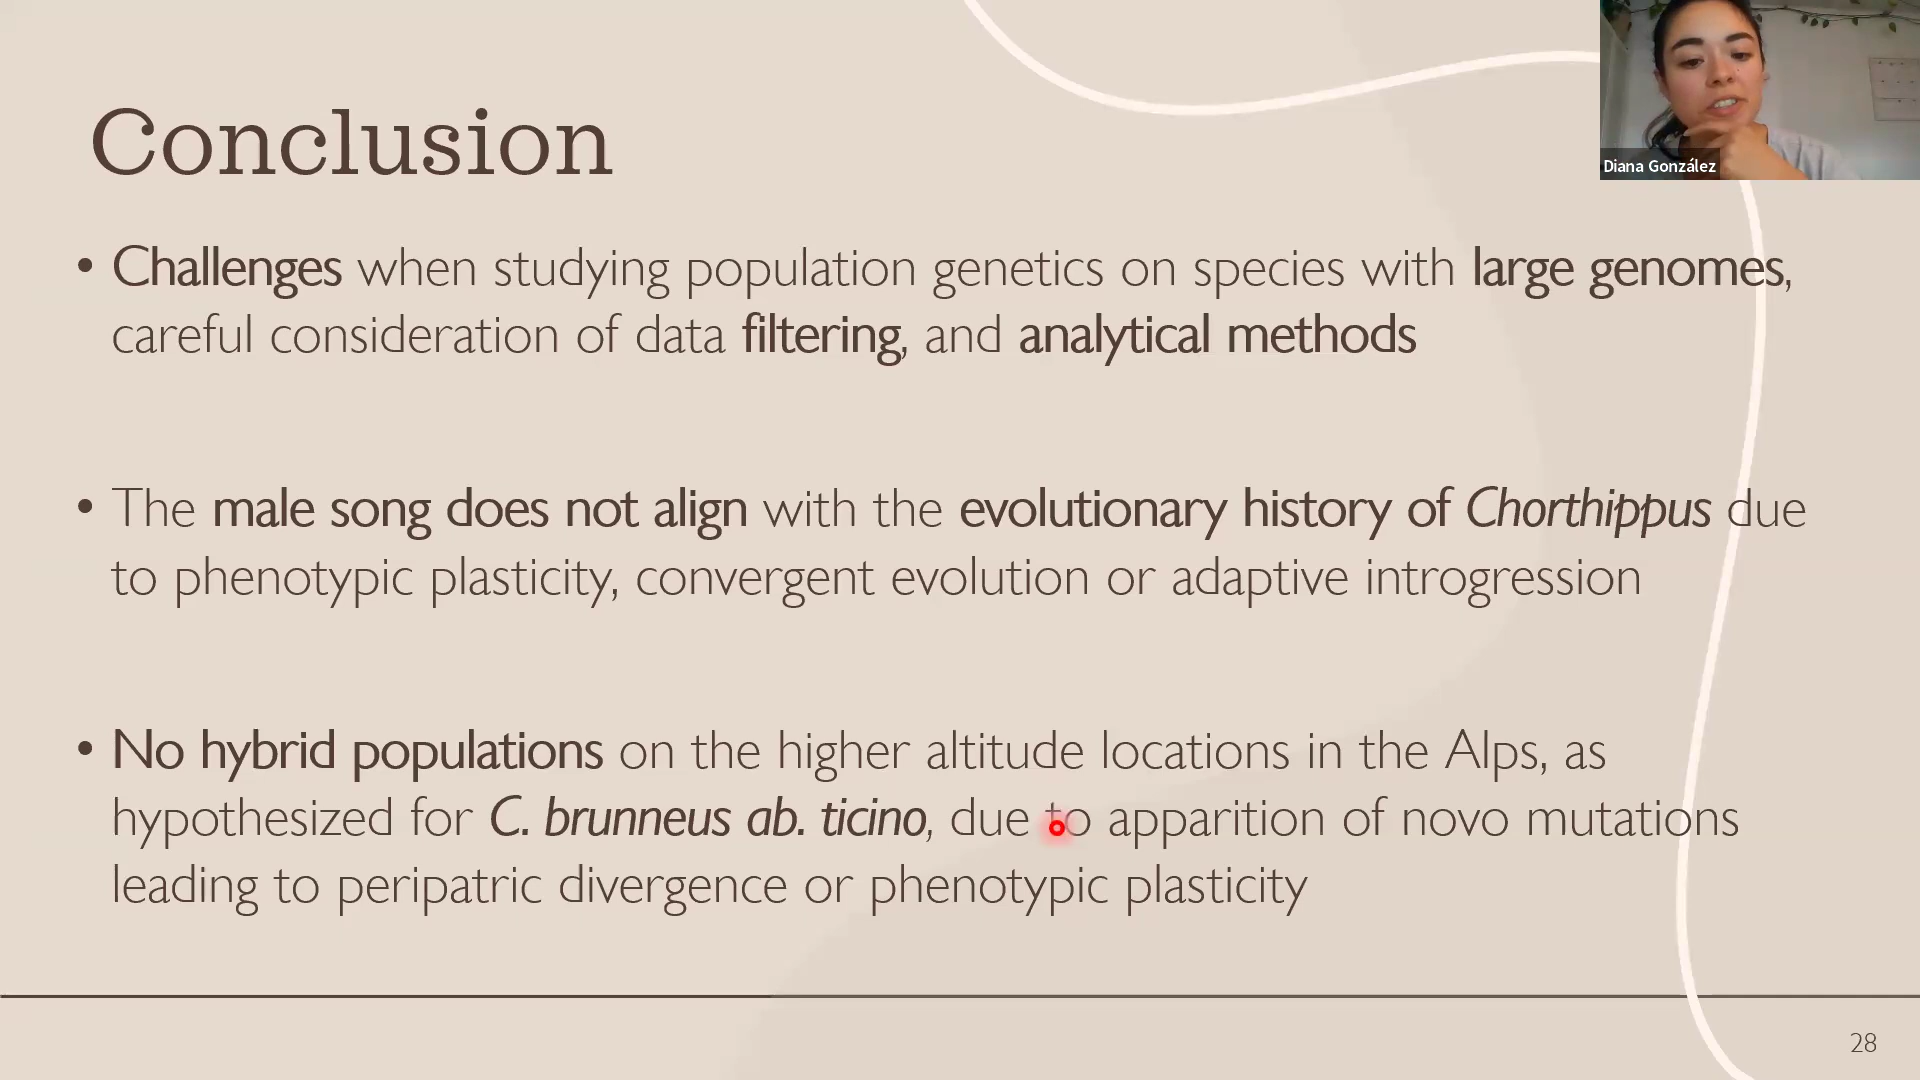 Conclusion
Diana González
• Challenges when studying population genetics on species with large genomes,
careful consideration of data filtering, and analytical methods
• The male song does not align with the evolutionary history of Chorthippus due
to phenotypic plasticity, convergent evolution or adaptive introgression
• No hybrid populations on the higher altitude locations in the Alps, as
hypothesized for C. brunneus ab. ticino, due to apparition of novo mutations
leading to peripatric divergence or phenotypic plasticity
28